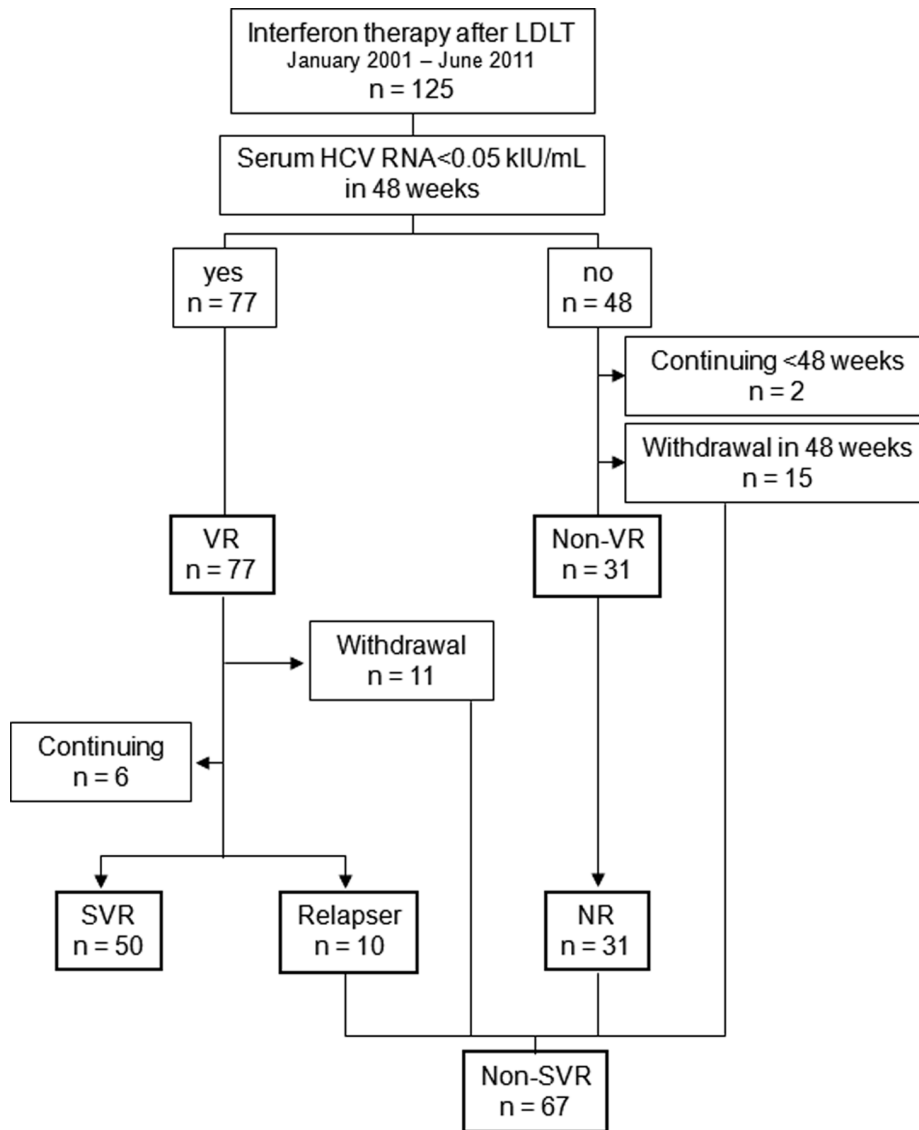 Interferon therapy after LDLT
January 2001 – June 2011
n = 125
Serum HCV RNA<0.05 kIU/mL
in 48 weeks
yes
n = 77
no
n = 48
Continuing <48 weeks
n = 2
Withdrawal in 48 weeks
n = 15
VR
n = 77
Non-VR
n = 31
Withdrawal
n = 11
Continuing
n = 6
SVR
n = 50
Relapser
n = 10
NR
n = 31
Non-SVR
n = 67